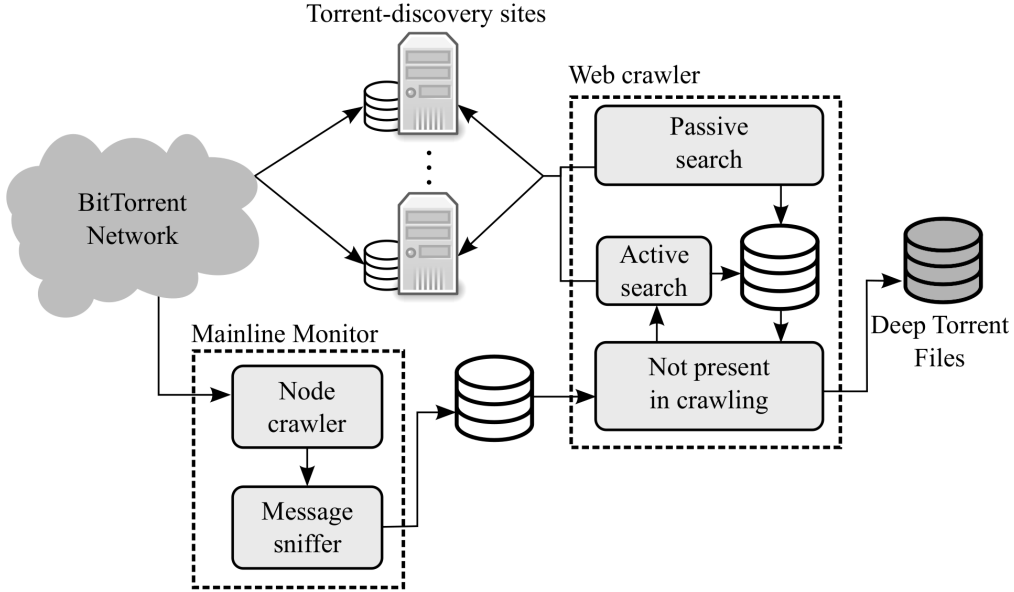 Torrent-discovery sites
Web crawler
Passive
search
BitTorrent
Network
Active
search
Deep Torrent
Files
Mainline Monitor
Not present
in crawling
Node
crawler
Message
sniffer